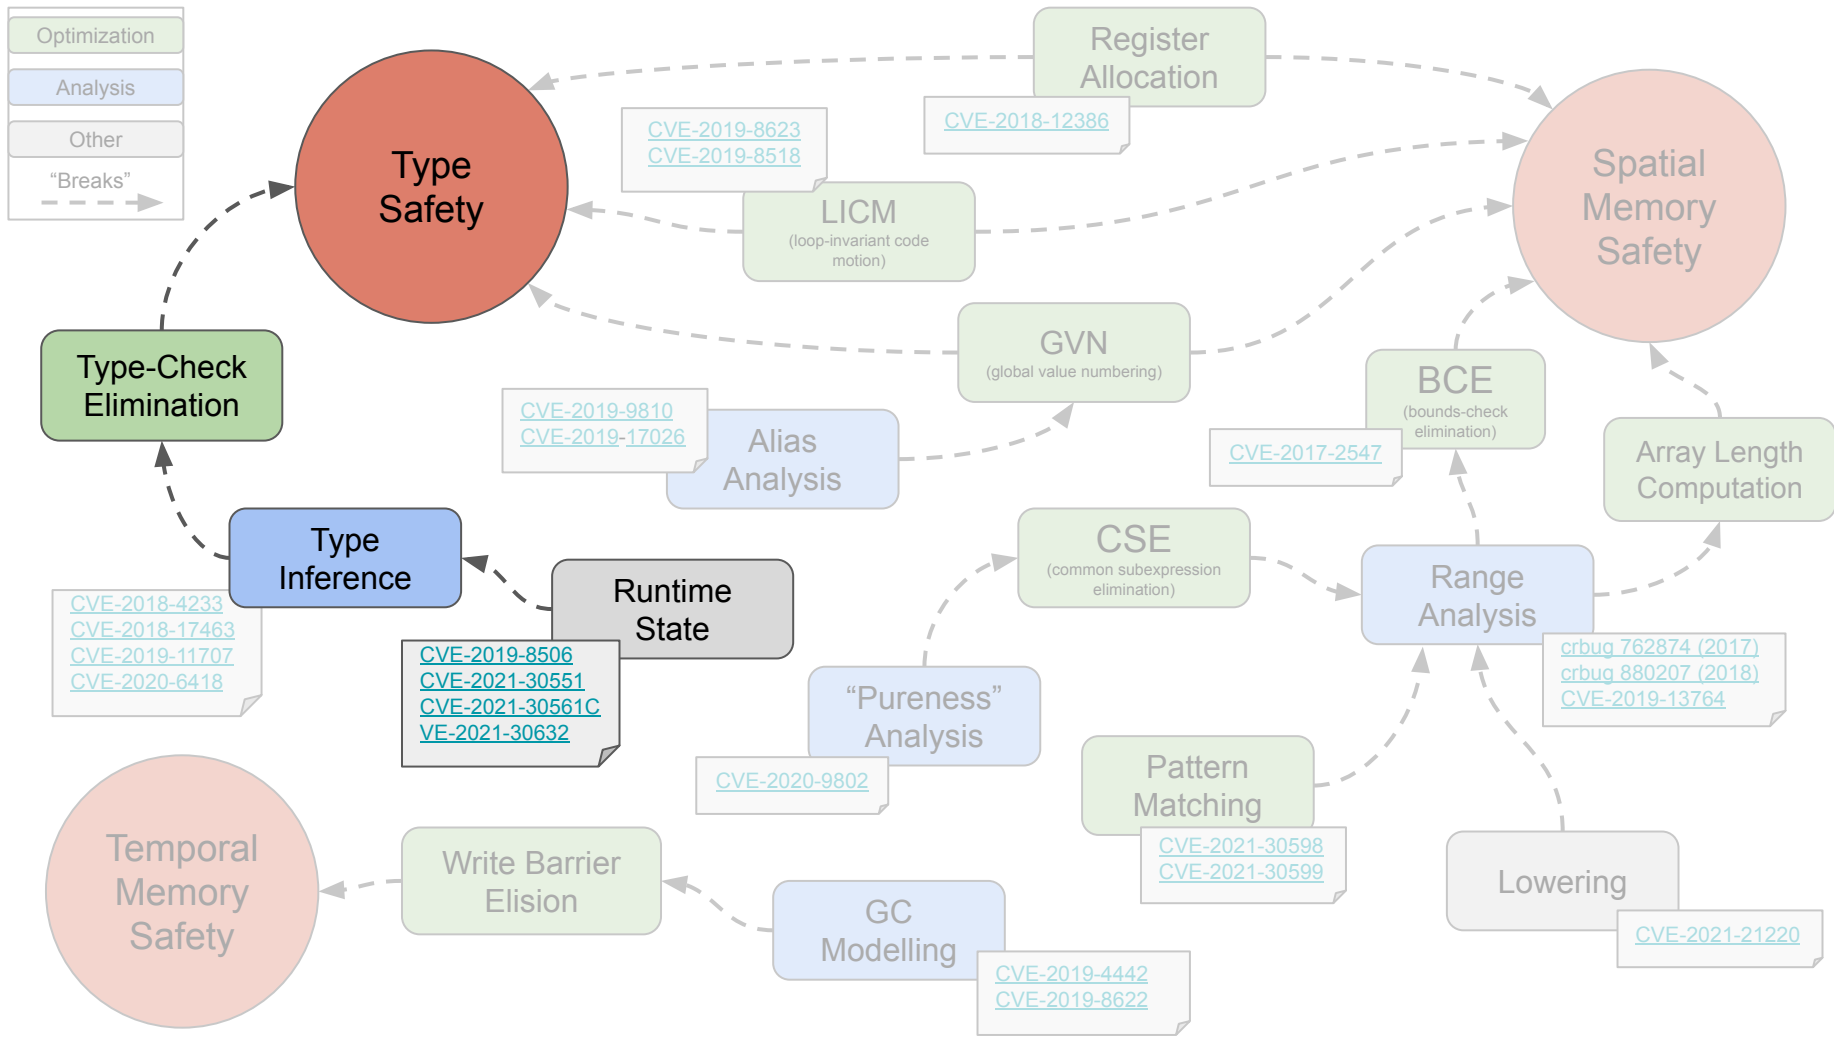 Optimization
Analysis
Other
“Breaks”
Type
Safety
Register
Allocation
CVE-2018-12386
CVE-2019-8623
CVE-2019-8518
LICM
(loop-invariant code
motion)
Spatial
Memory
Safety
Type-Check
Elimination
GVN
(global value numbering)
BCE
(bounds-check
elimination)
CVE-2017-2547
CVE-2019-9810
CVE-2019-17026
Alias
Analysis
Array Length
Computation
Type
Inference
CVE-2018-4233
CVE-2018-17463
CVE-2019-11707
CVE-2020-6418
Runtime
State
CVE-2019-8506
CVE-2021-30551
CVE-2021-30561C
VE-2021-30632
CSE
(common subexpression
elimination)
Range
Analysis
crbug 762874 (2017)
crbug 880207 (2018)
CVE-2019-13764
“Pureness”
Analysis
CVE-2020-9802
Pattern
Matching
CVE-2021-30598
CVE-2021-30599
Lowering
CVE-2021-21220
Temporal
Memory
Safety
Write Barrier
Elision
GC
Modelling
CVE-2019-4442
CVE-2019-8622